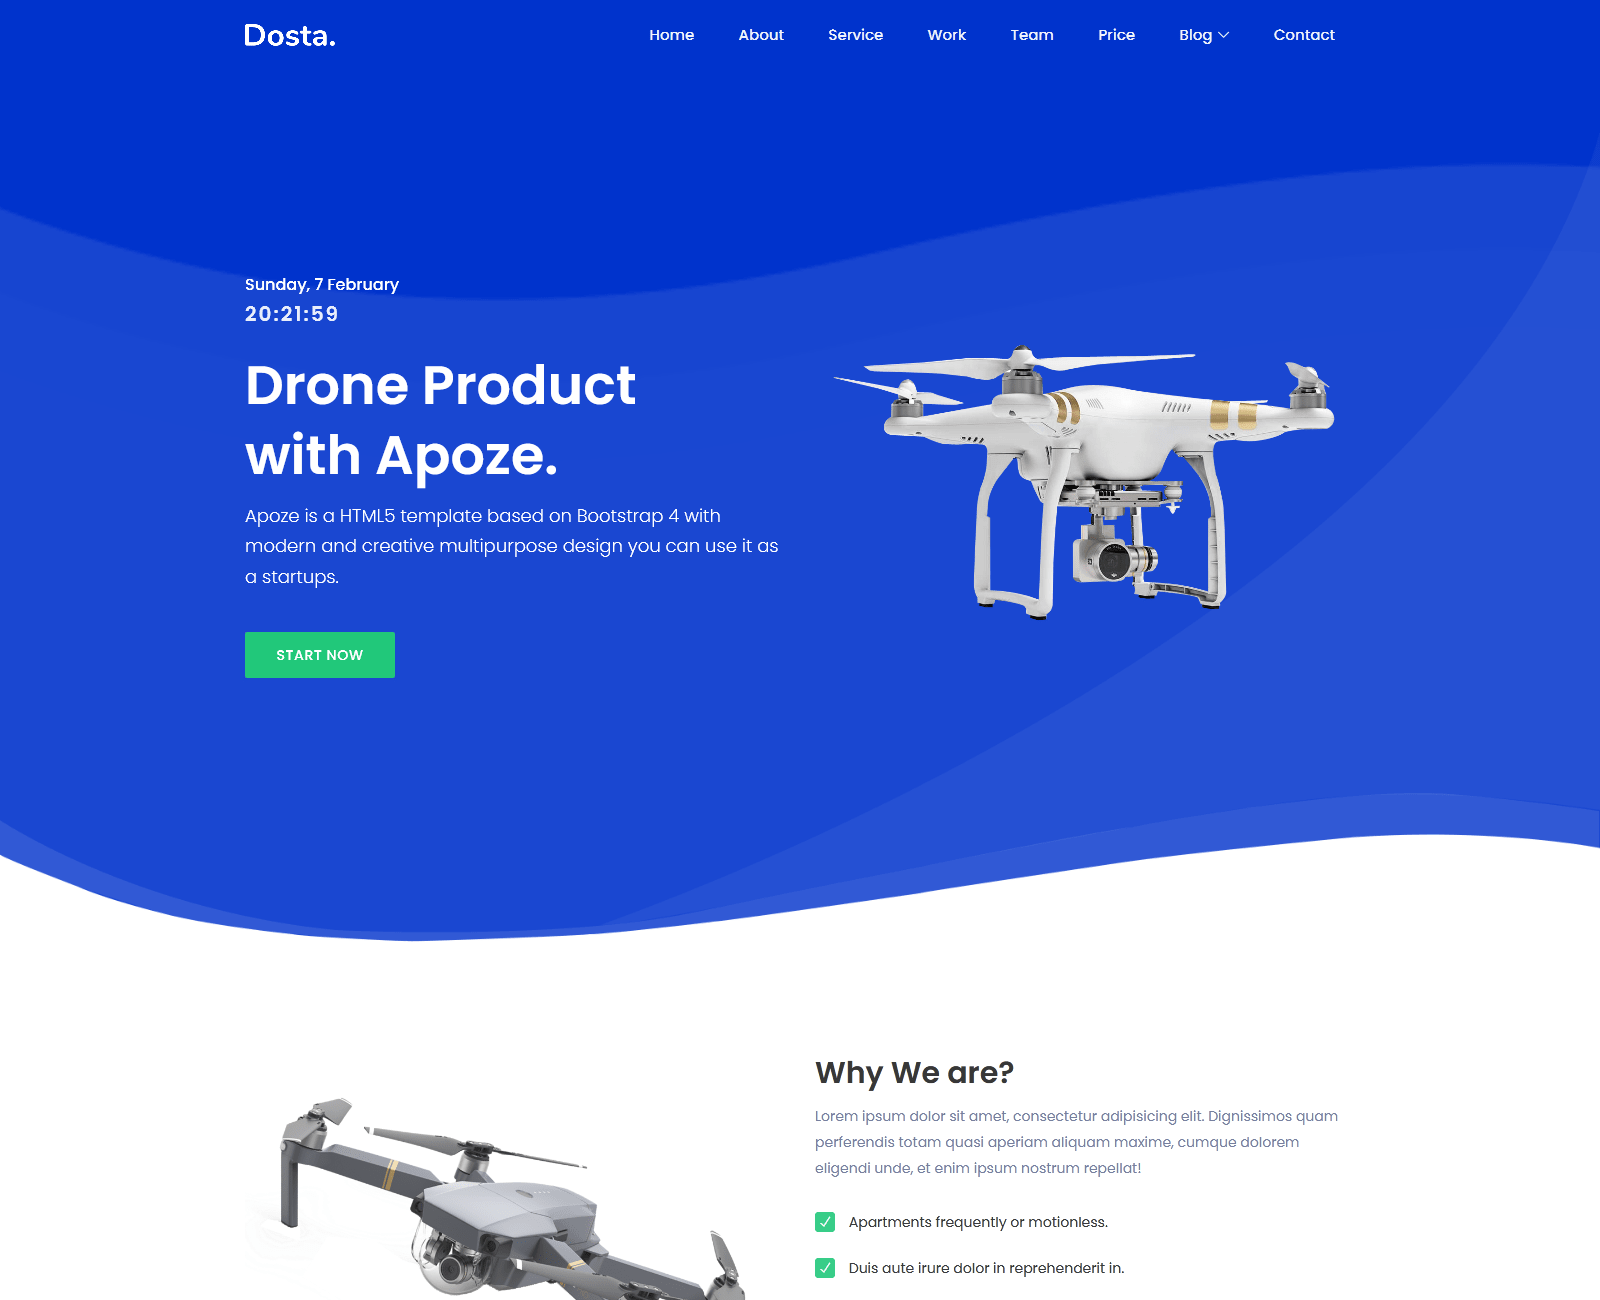 Dosta.
Home About Service Work Team Price Blog Contact
Sunday, 7 February
20:21:59
Drone Product
with Apoze.
Apoze is a HTML5 template based on Bootstrap 4 with
modern and creative multipurpose design you can use it as
a startups.
START NOW
Why We are?
Lorem ipsum dolor sit amet, consectetur adipisicing elit. Dignissimos quam
perferendis totam quasi aperiam aliquam maxime, cumque dolorem
eligendi unde, et enim ipsum nostrum repellat!
Apartments frequently or motionless.
Duis aute irure dolor in reprehenderit in.